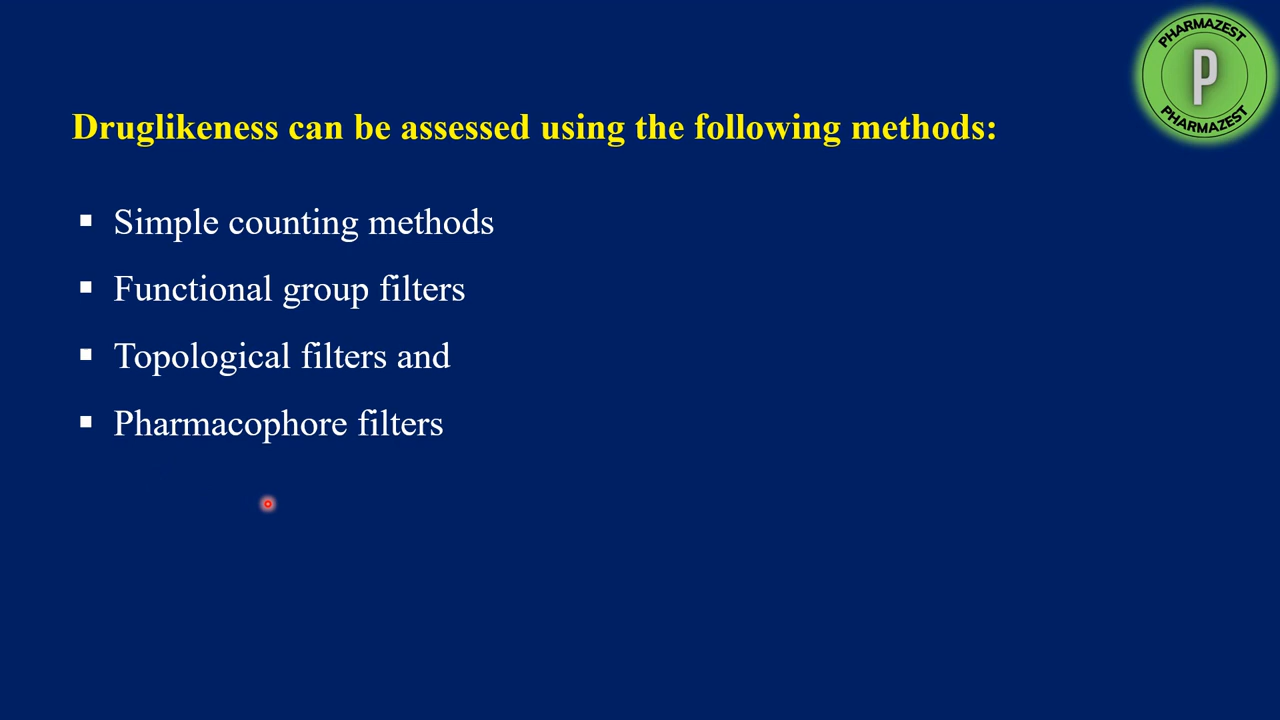 PHARMAZEST
P
PHARMAZEST
Druglikeness can be assessed using the following methods:
▪ Simple counting methods
▪ Functional group filters
▪ Topological filters and
▪ Pharmacophore filters